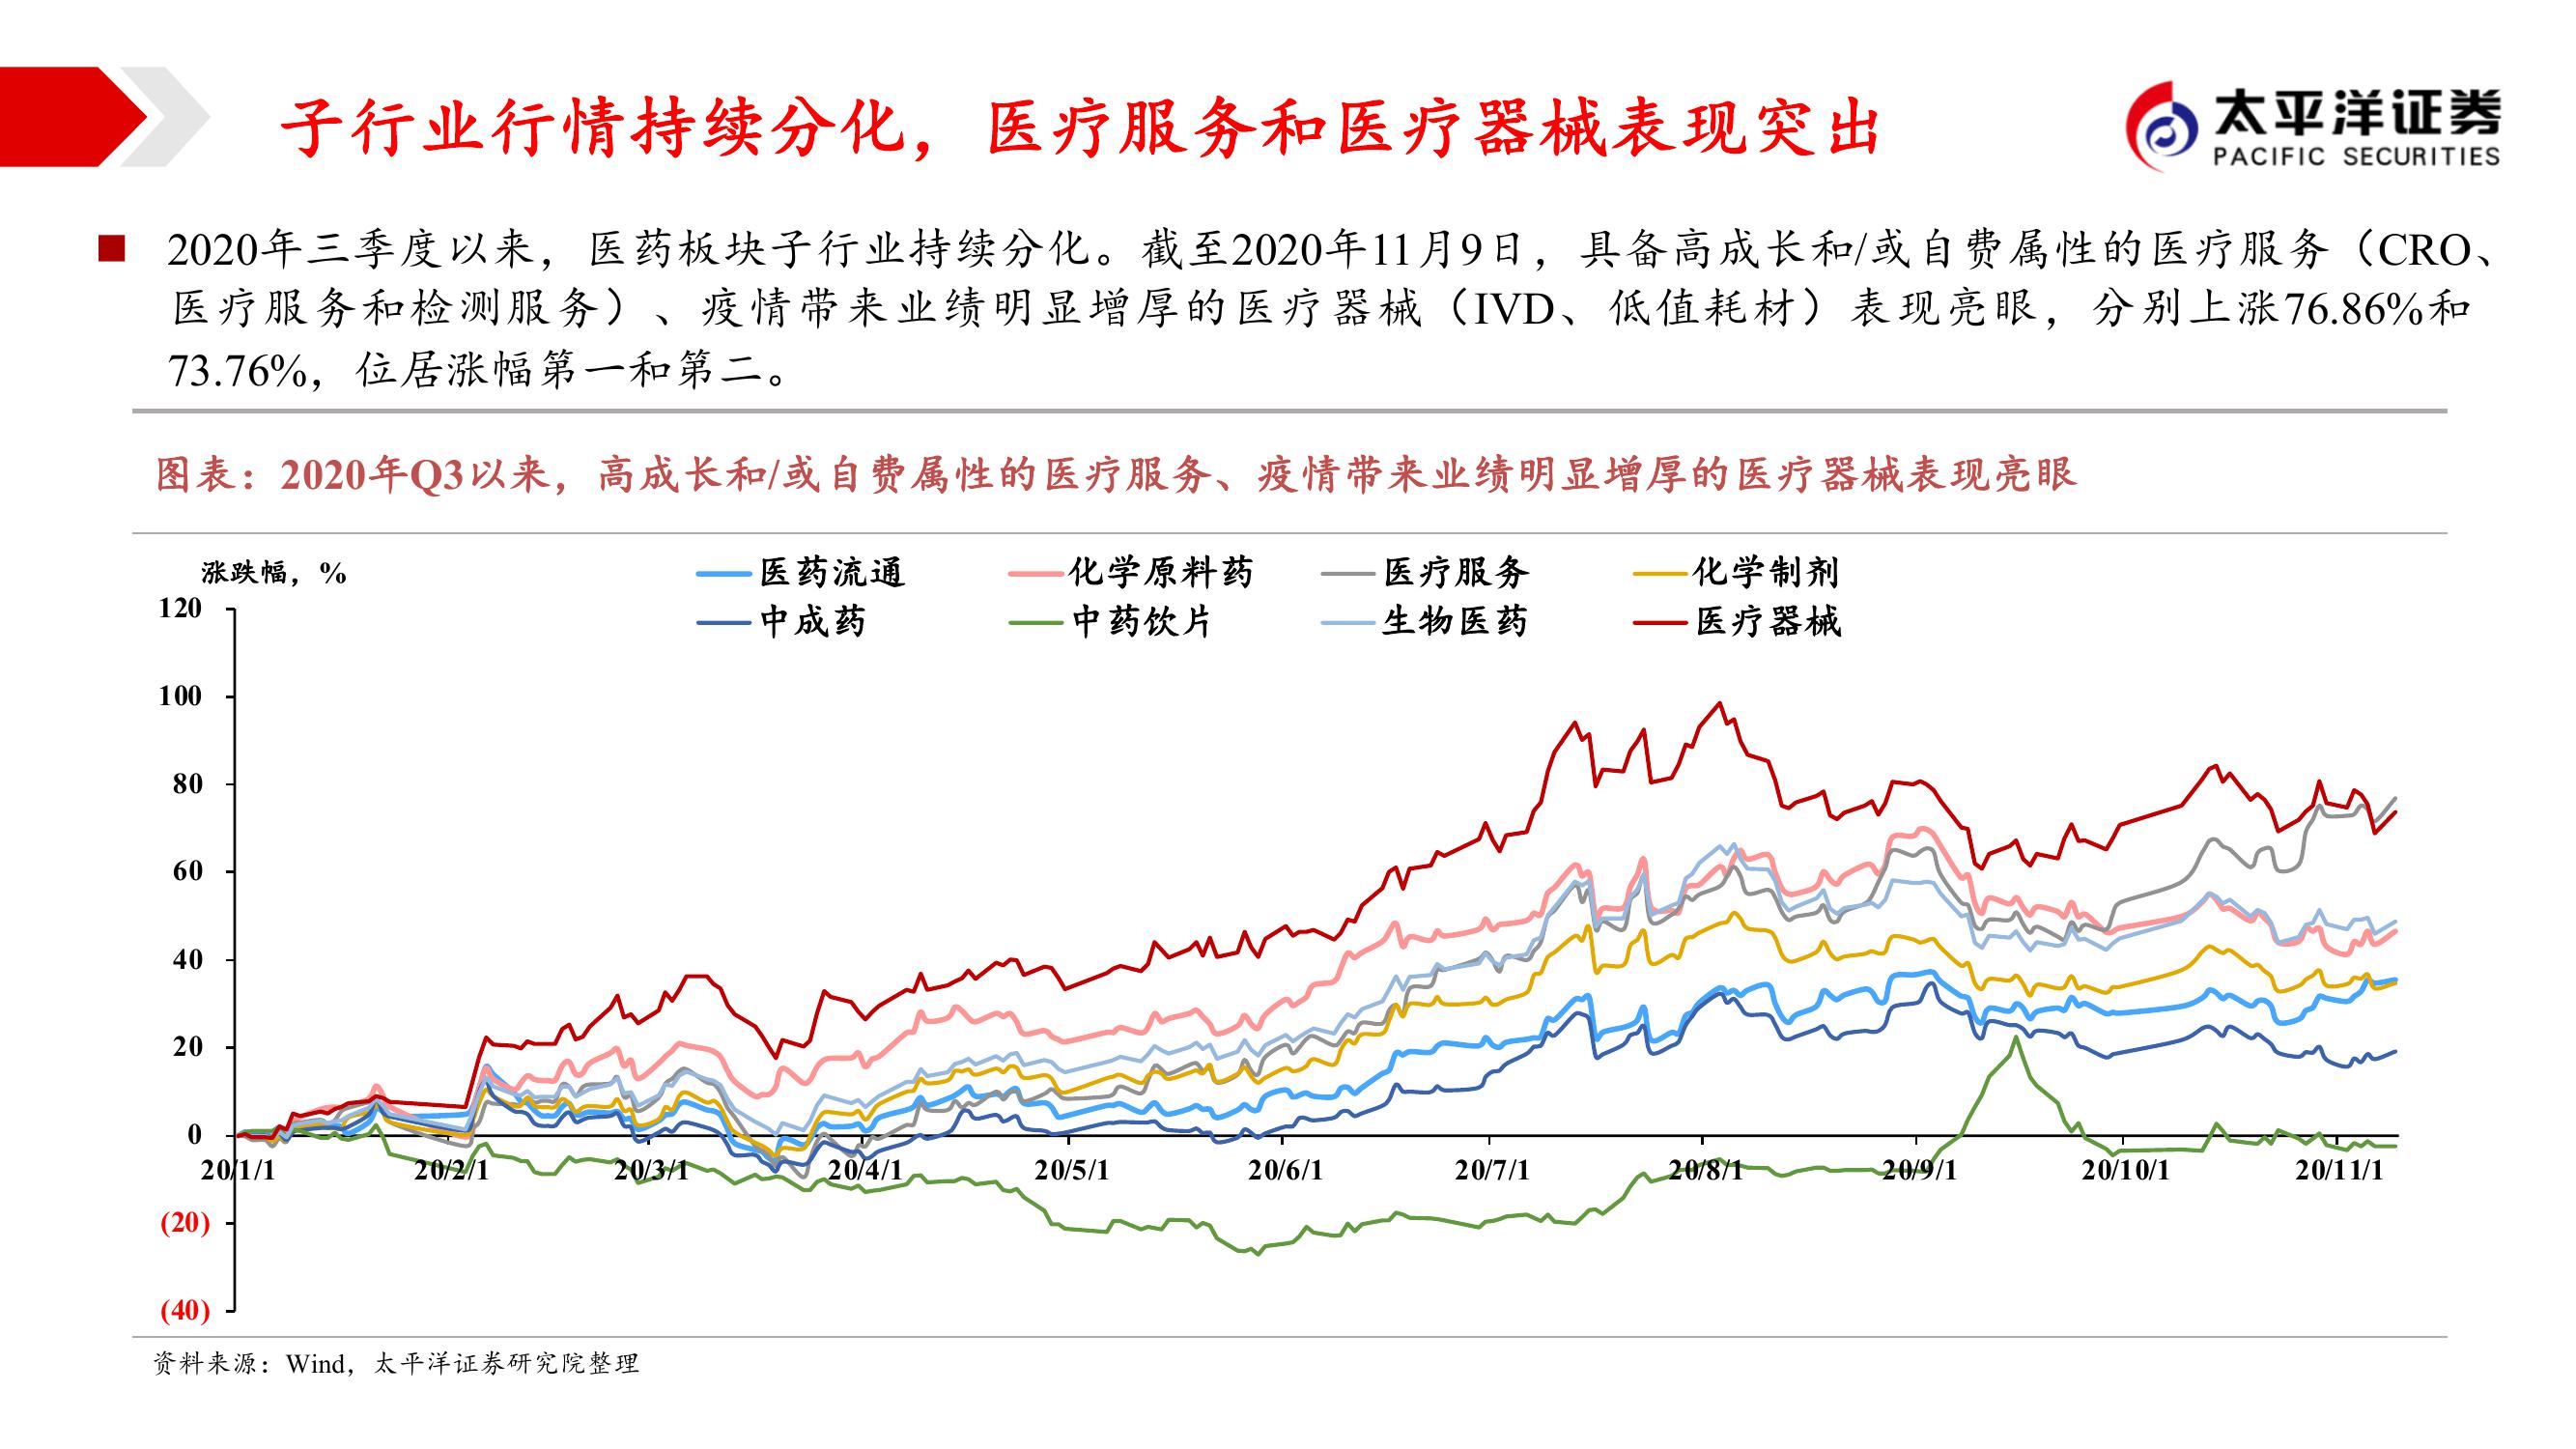 子行业行情持续分化，医疗服务和医疗器械表现突出
太平洋证券
PACIFIC SECURITIES
2020年三季度以来，医药板块子行业持续分化。截至2020年11月9日，具备高成长和/或自费属性的医疗服务（CRO、
医疗服务和检测服务）、疫情带来业绩明显增厚的医疗器械（IVD、低值耗材）表现亮眼，分别上涨76.86%和
73.76%，位居涨幅第一和第二。
图表：2020年Q3以来，高成长和/或自费属性的医疗服务、疫情带来业绩明显增厚的医疗器械表现亮眼
涨跌幅，%
医药流通 化学原料药 医疗服务 化学制剂
中成药 中药饮片 生物医药 医疗器械
120
100
80
60
40
20
0
20/1/1 20/2/1 20/3/1 20/4/1 20/5/1 20/6/1 20/7/1 20/8/1 20/9/1 20/10/1 20/11/1
(20)
(40)
资料来源：Wind，太平洋证券研究院整理